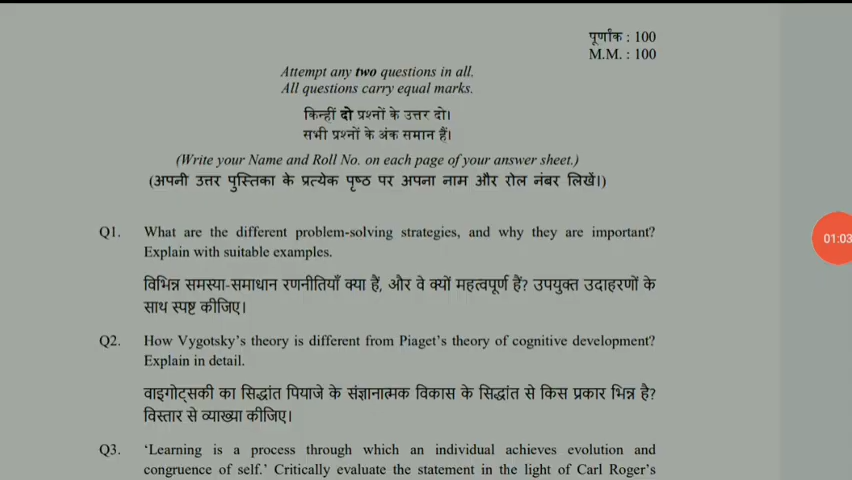 पूर्णांक : 100
M.M. : 100
Attempt any two questions in all.
All questions carry equal marks.
किन्हीं दो प्रश्नों के उत्तर दो।
सभी प्रश्नों के अंक समान हैं।
(Write your Name and Roll No. on each page of your answer sheet.)
(अपनी उत्तर पुस्तिका के प्रत्येक पृष्ठ पर अपना नाम और रोल नंबर लिखें।)
Q1. What are the different problem-solving strategies, and why they are important?
Explain with suitable examples.
विभिन्न समस्या-समाधान रणनीतियाँ क्या हैं, और वे क्यों महत्वपूर्ण हैं? उपयुक्त उदाहरणों के
साथ स्पष्ट कीजिए।
01:03
Q2. How Vygotsky's theory is different from Piaget's theory of cognitive development?
Explain in detail.
वाइगोट्सकी का सिद्धांत पियाजे के संज्ञानात्मक विकास के सिद्धांत से किस प्रकार भिन्न है?
विस्तार से व्याख्या कीजिए।
Q3. ‘Learning is a process through which an individual achieves evolution and
congruence of self.’ Critically evaluate the statement in the light of Carl Roger's